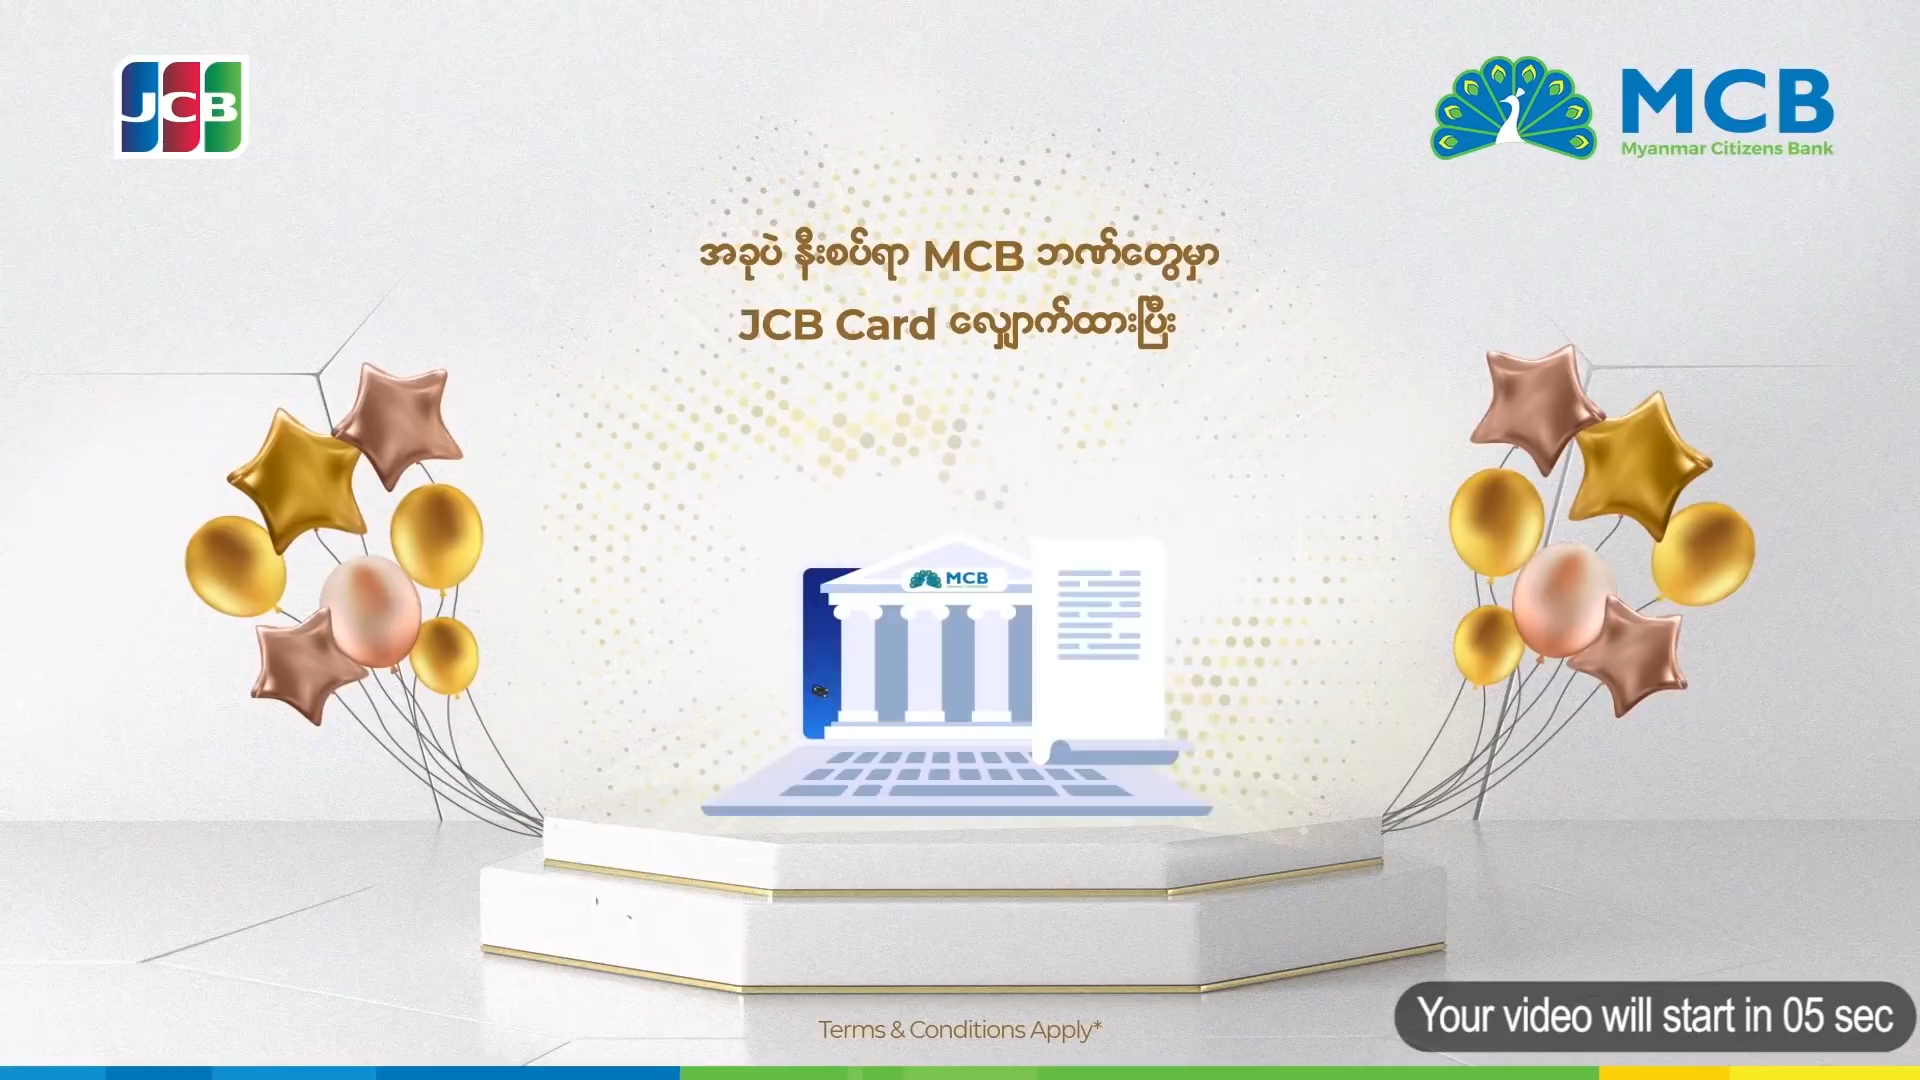 JCB
MCB
Myanmar Citizens Bank
အခုပဲ နီးစပ်ရာ MCB ဘဏ်တွေမှာ
JCB Card လျှောက်ထားပြီး
MCB
Terms & Conditions Apply*
Your video will start in 05 sec